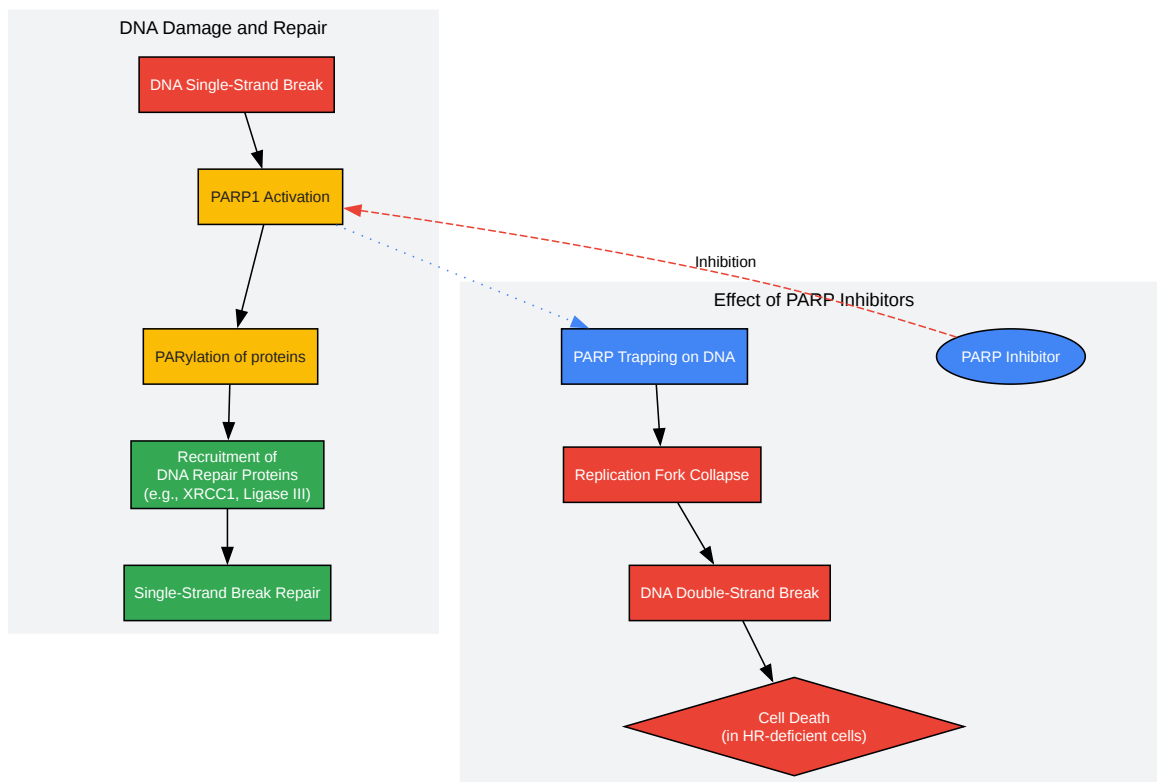 DNA Damage and Repair
DNA Single-Strand Break
PARP1 Activation
PARylation of proteins
Recruitment of
DNA Repair Proteins
(e.g., XRCC1, Ligase III)
Single-Strand Break Repair
Inhibition
Effect of PARP Inhibitors
PARP Trapping on DNA
PARP Inhibitor
Replication Fork Collapse
DNA Double-Strand Break
Cell Death
(in HR-deficient cells)